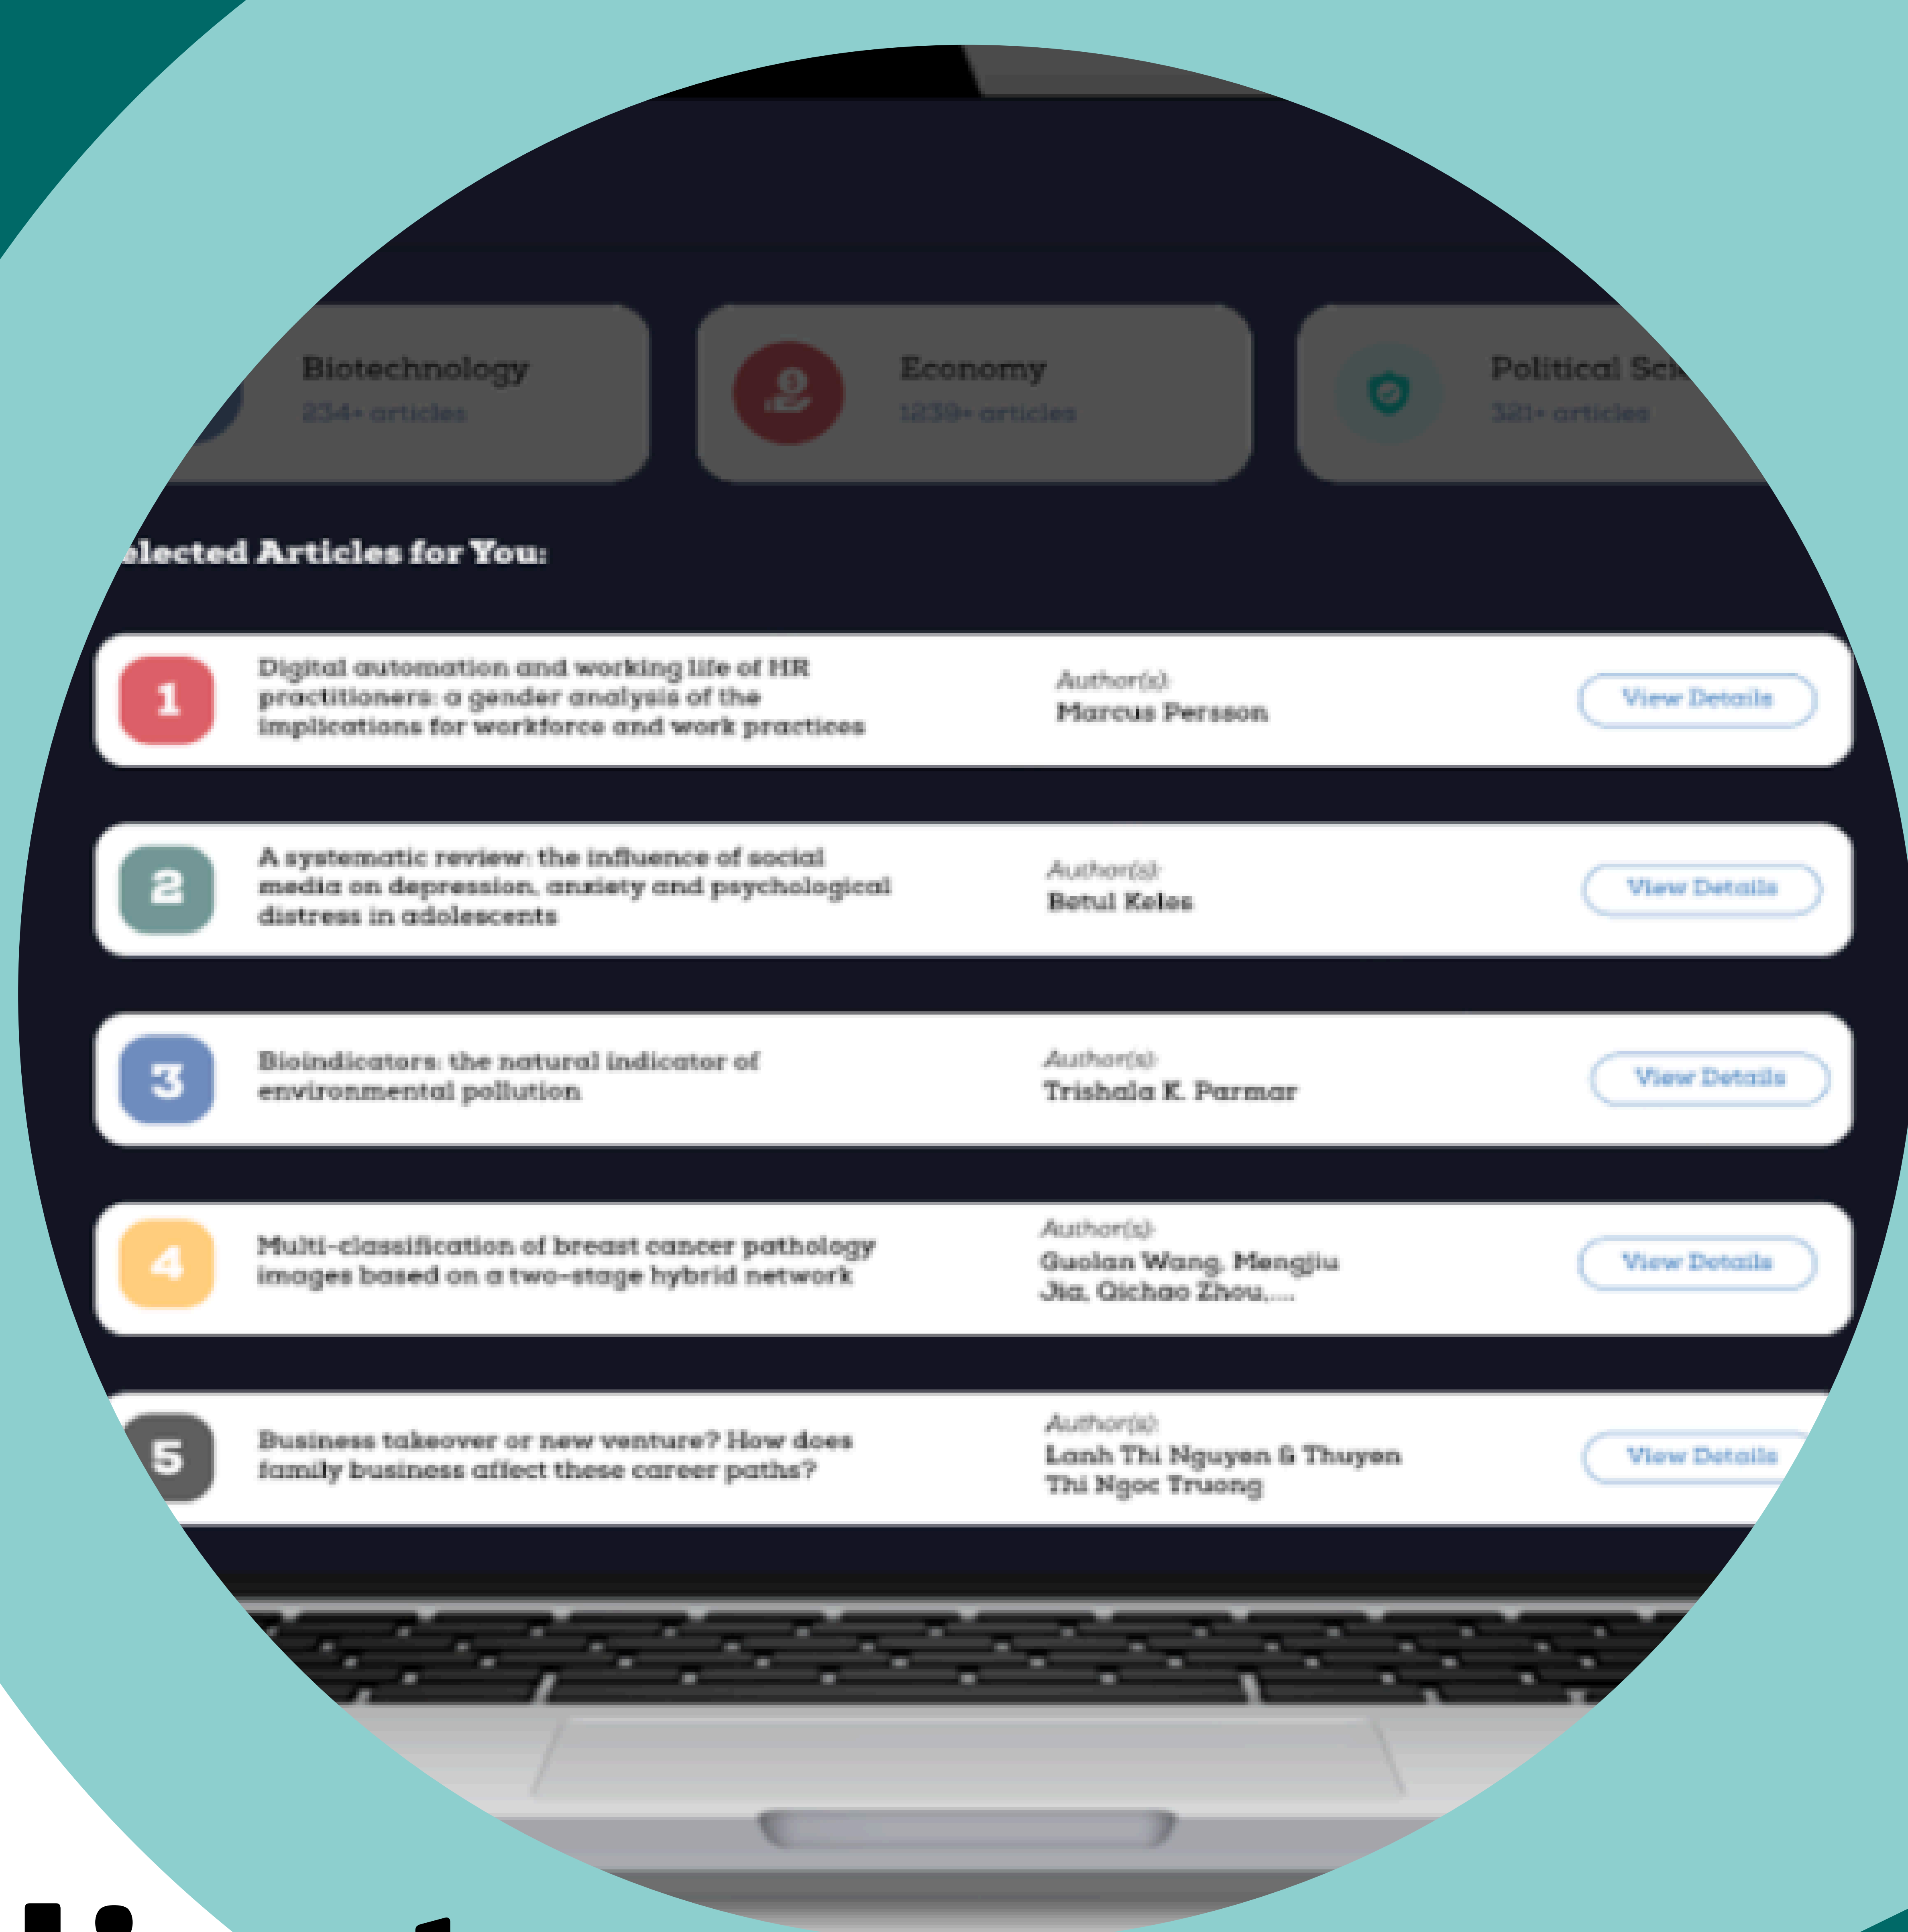 Biotechnology
234+ articles
Economy
1239+ articles
Political Scie
321+ articles
elected Articles for You:
1
Digital automation and working life of HR
practitioners: a gender analysis of the
implications for workforce and work practices
Author(s):
Marcus Persson
View Details
2
A systematic review: the influence of social
media on depression, anxiety and psychological
distress in adolescents
Author(s):
Betul Keles
View Details
3
Bioindicators: the natural indicator of
environmental pollution
Author(s):
Trishala K. Parmar
View Details
4
Multi-classification of breast cancer pathology
images based on a two-stage hybrid network
Author(s):
Guolan Wang, Mengjiu
Jia, Qichao Zhou,....
View Details
5
Business takeover or new venture? How does
family business affect these career paths?
Author(s):
Lanh Thi Nguyen & Thuyen
Thi Ngoc Truong
View Details